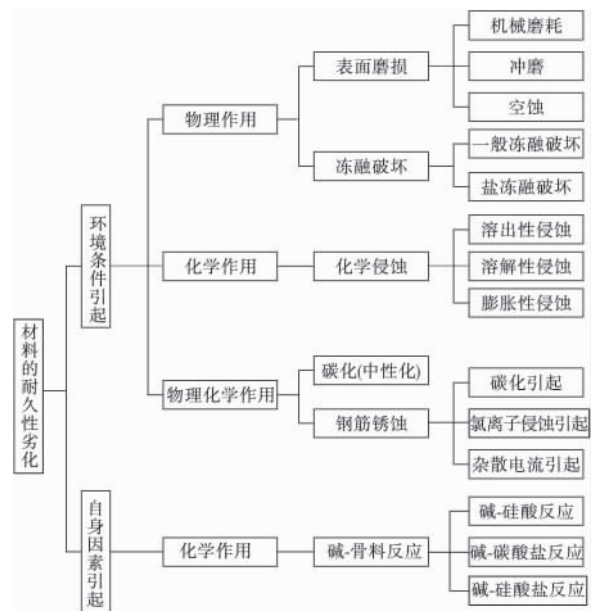 材料的耐久性劣化
环境条件引起
物理作用
表面磨损
机械磨耗
冲磨
空蚀
冻融破坏
一般冻融破坏
盐冻融破坏
化学作用
化学侵蚀
溶出性侵蚀
溶解性侵蚀
膨胀性侵蚀
物理化学作用
碳化(中性化)
钢筋锈蚀
碳化引起
氯离子侵蚀引起
杂散电流引起
自身因素引起
化学作用
碱-骨料反应
碱-硅酸反应
碱-碳酸盐反应
碱-硅酸盐反应